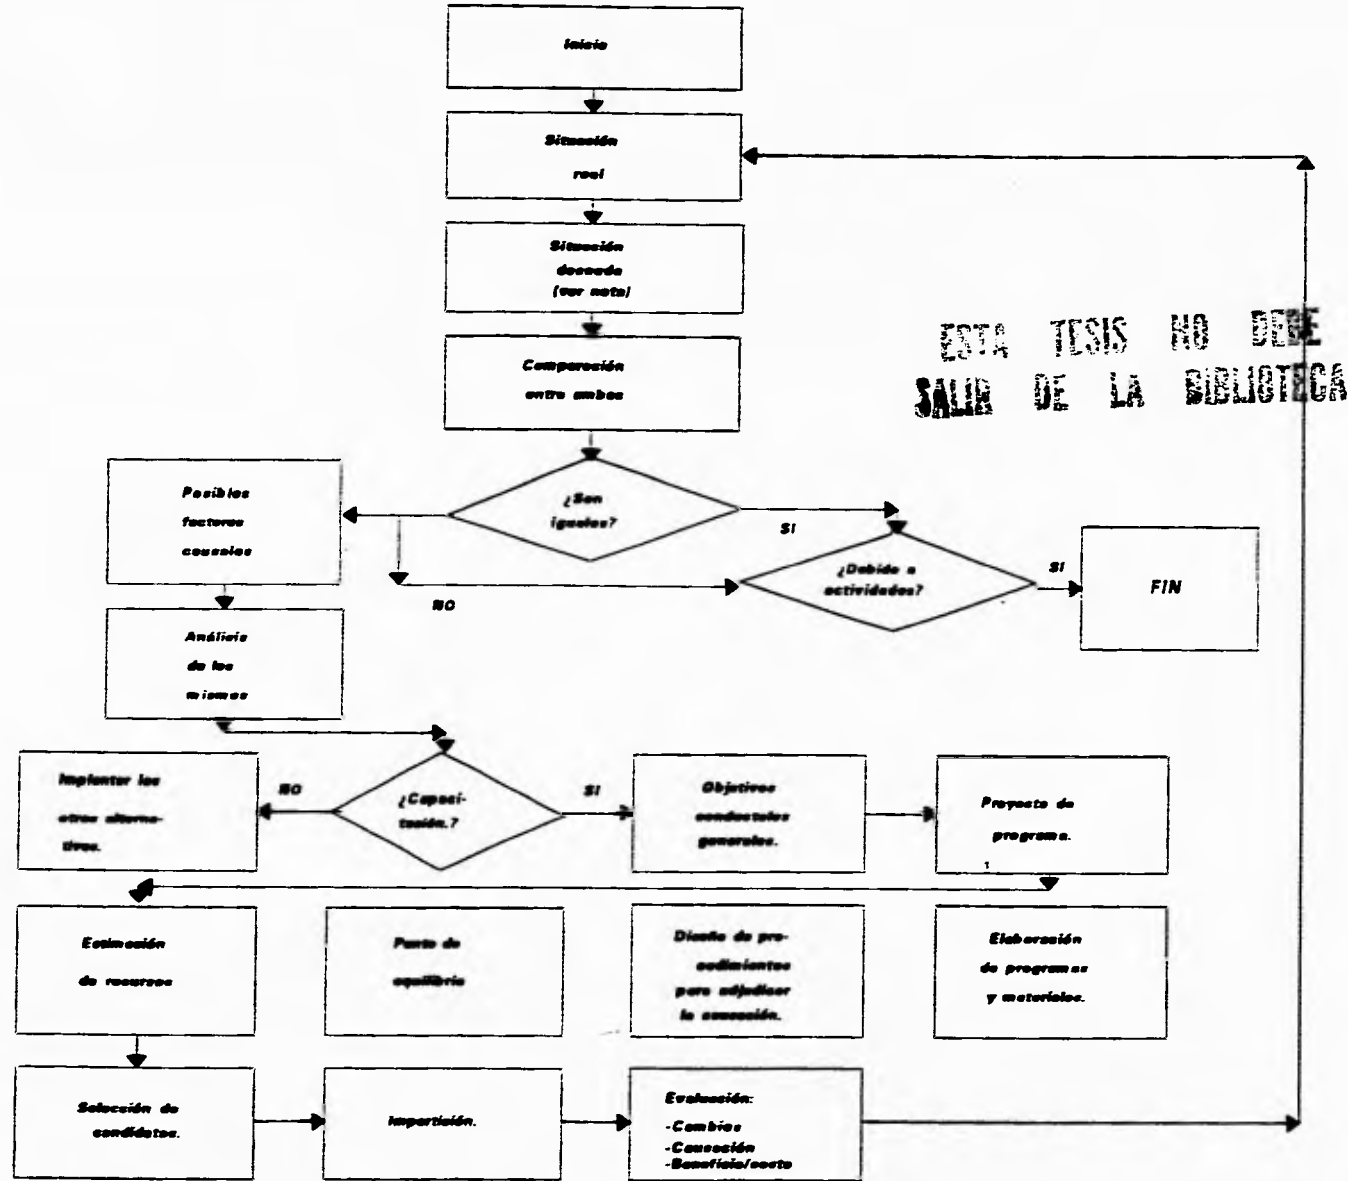 Inicio
Situación
real
Situación
deseada
(ver nota)
Comparación
entre ambas
ESTA TESIS NO DEBE
SALIR DE LA BIBLIOTECA
Posibles
factores
causales
¿Son
iguales?
SI
NO
¿Debido a
actividades?
SI
FIN
Análisis
de los
mismos
Implantar las
otras alterna-
tivas.
NO
¿Capaci-
tación.?
SI
Objetivos
conductales
generales.
Proyecto de
programa.
Estimación
de recursos
Punto de
equilibrio
Diseño de pro-
cedimientos
para adjudicar
la causación.
Elaboración
de programas
y materiales.
Selección de
candidatos.
Impartición.
Evaluación:
-Cambios
-Causación
-Beneficio/costo